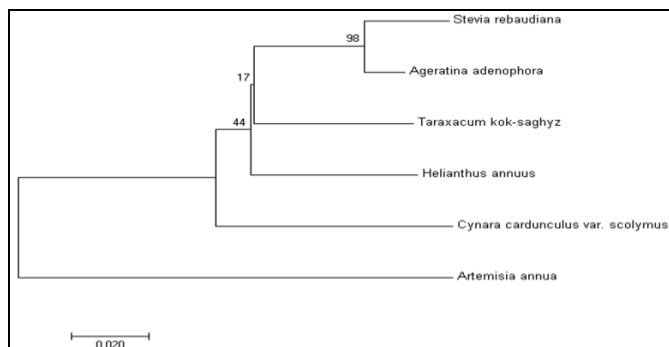 Stevia rebaudiana
98
Ageratina adenophora
17
Taraxacum kok-saghyz
44
Helianthus annuus
Cynara cardunculus var. scolymus
Artemisia annua
0.020